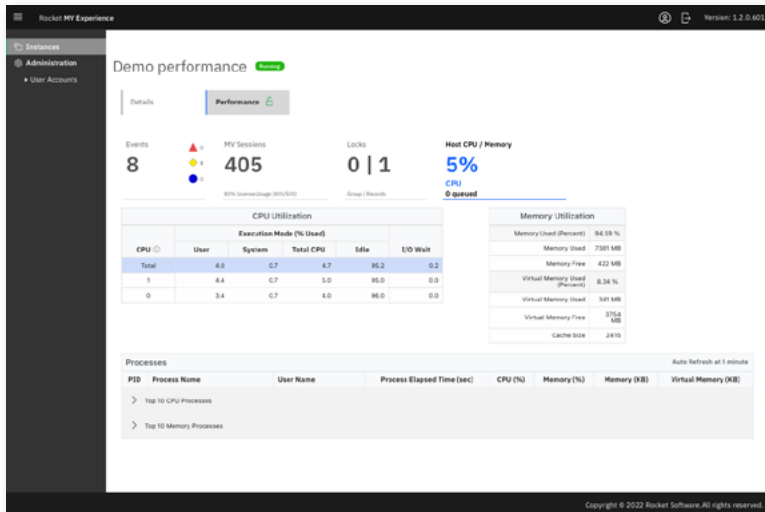 Rocket MV Experience
Version: 1.2.0.601
Instances
Administration
User Accounts
Demo performance
Running
Details
Performance
Events
8
MV Sessions
405
Locks
0 | 1
Group | Records
Host CPU / Memory
5%
CPU
0 queued
CPU Utilization
Execution Mode (% Used)
CPU User System Total CPU Idle I/O Wait
Total 4.0 0.7 4.7 95.2 0.2
1 4.4 0.7 5.0 95.0 0.0
0 3.4 0.7 4.0 96.0 0.0
Memory Utilization
Memory Used (Percent) 94.59 %
Memory Used 7381 MB
Memory Free 422 MB
Virtual Memory Used (Percent) 8.34 %
Virtual Memory Used 341 MB
Virtual Memory Free 3754 MB
Cache Size 2415
Processes
Auto Refresh at 1 minute
PID Process Name User Name Process Elapsed Time (sec) CPU (%) Memory (%) Memory (KB) Virtual Memory (KB)
Top 10 CPU Processes
Top 10 Memory Processes
Copyright © 2022 Rocket Software. All rights reserved.